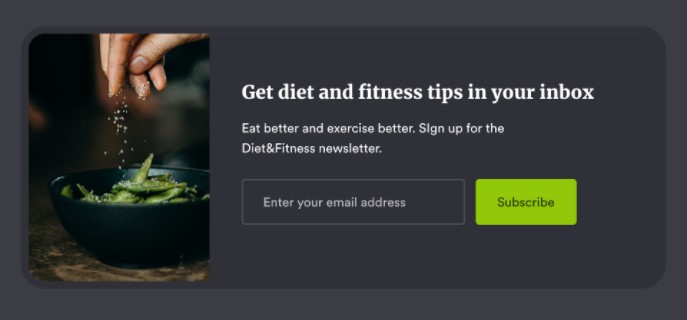 Get diet and fitness tips in your inbox
Eat better and exercise better. SIgn up for the
Diet&Fitness newsletter.
Enter your email address
Subscribe